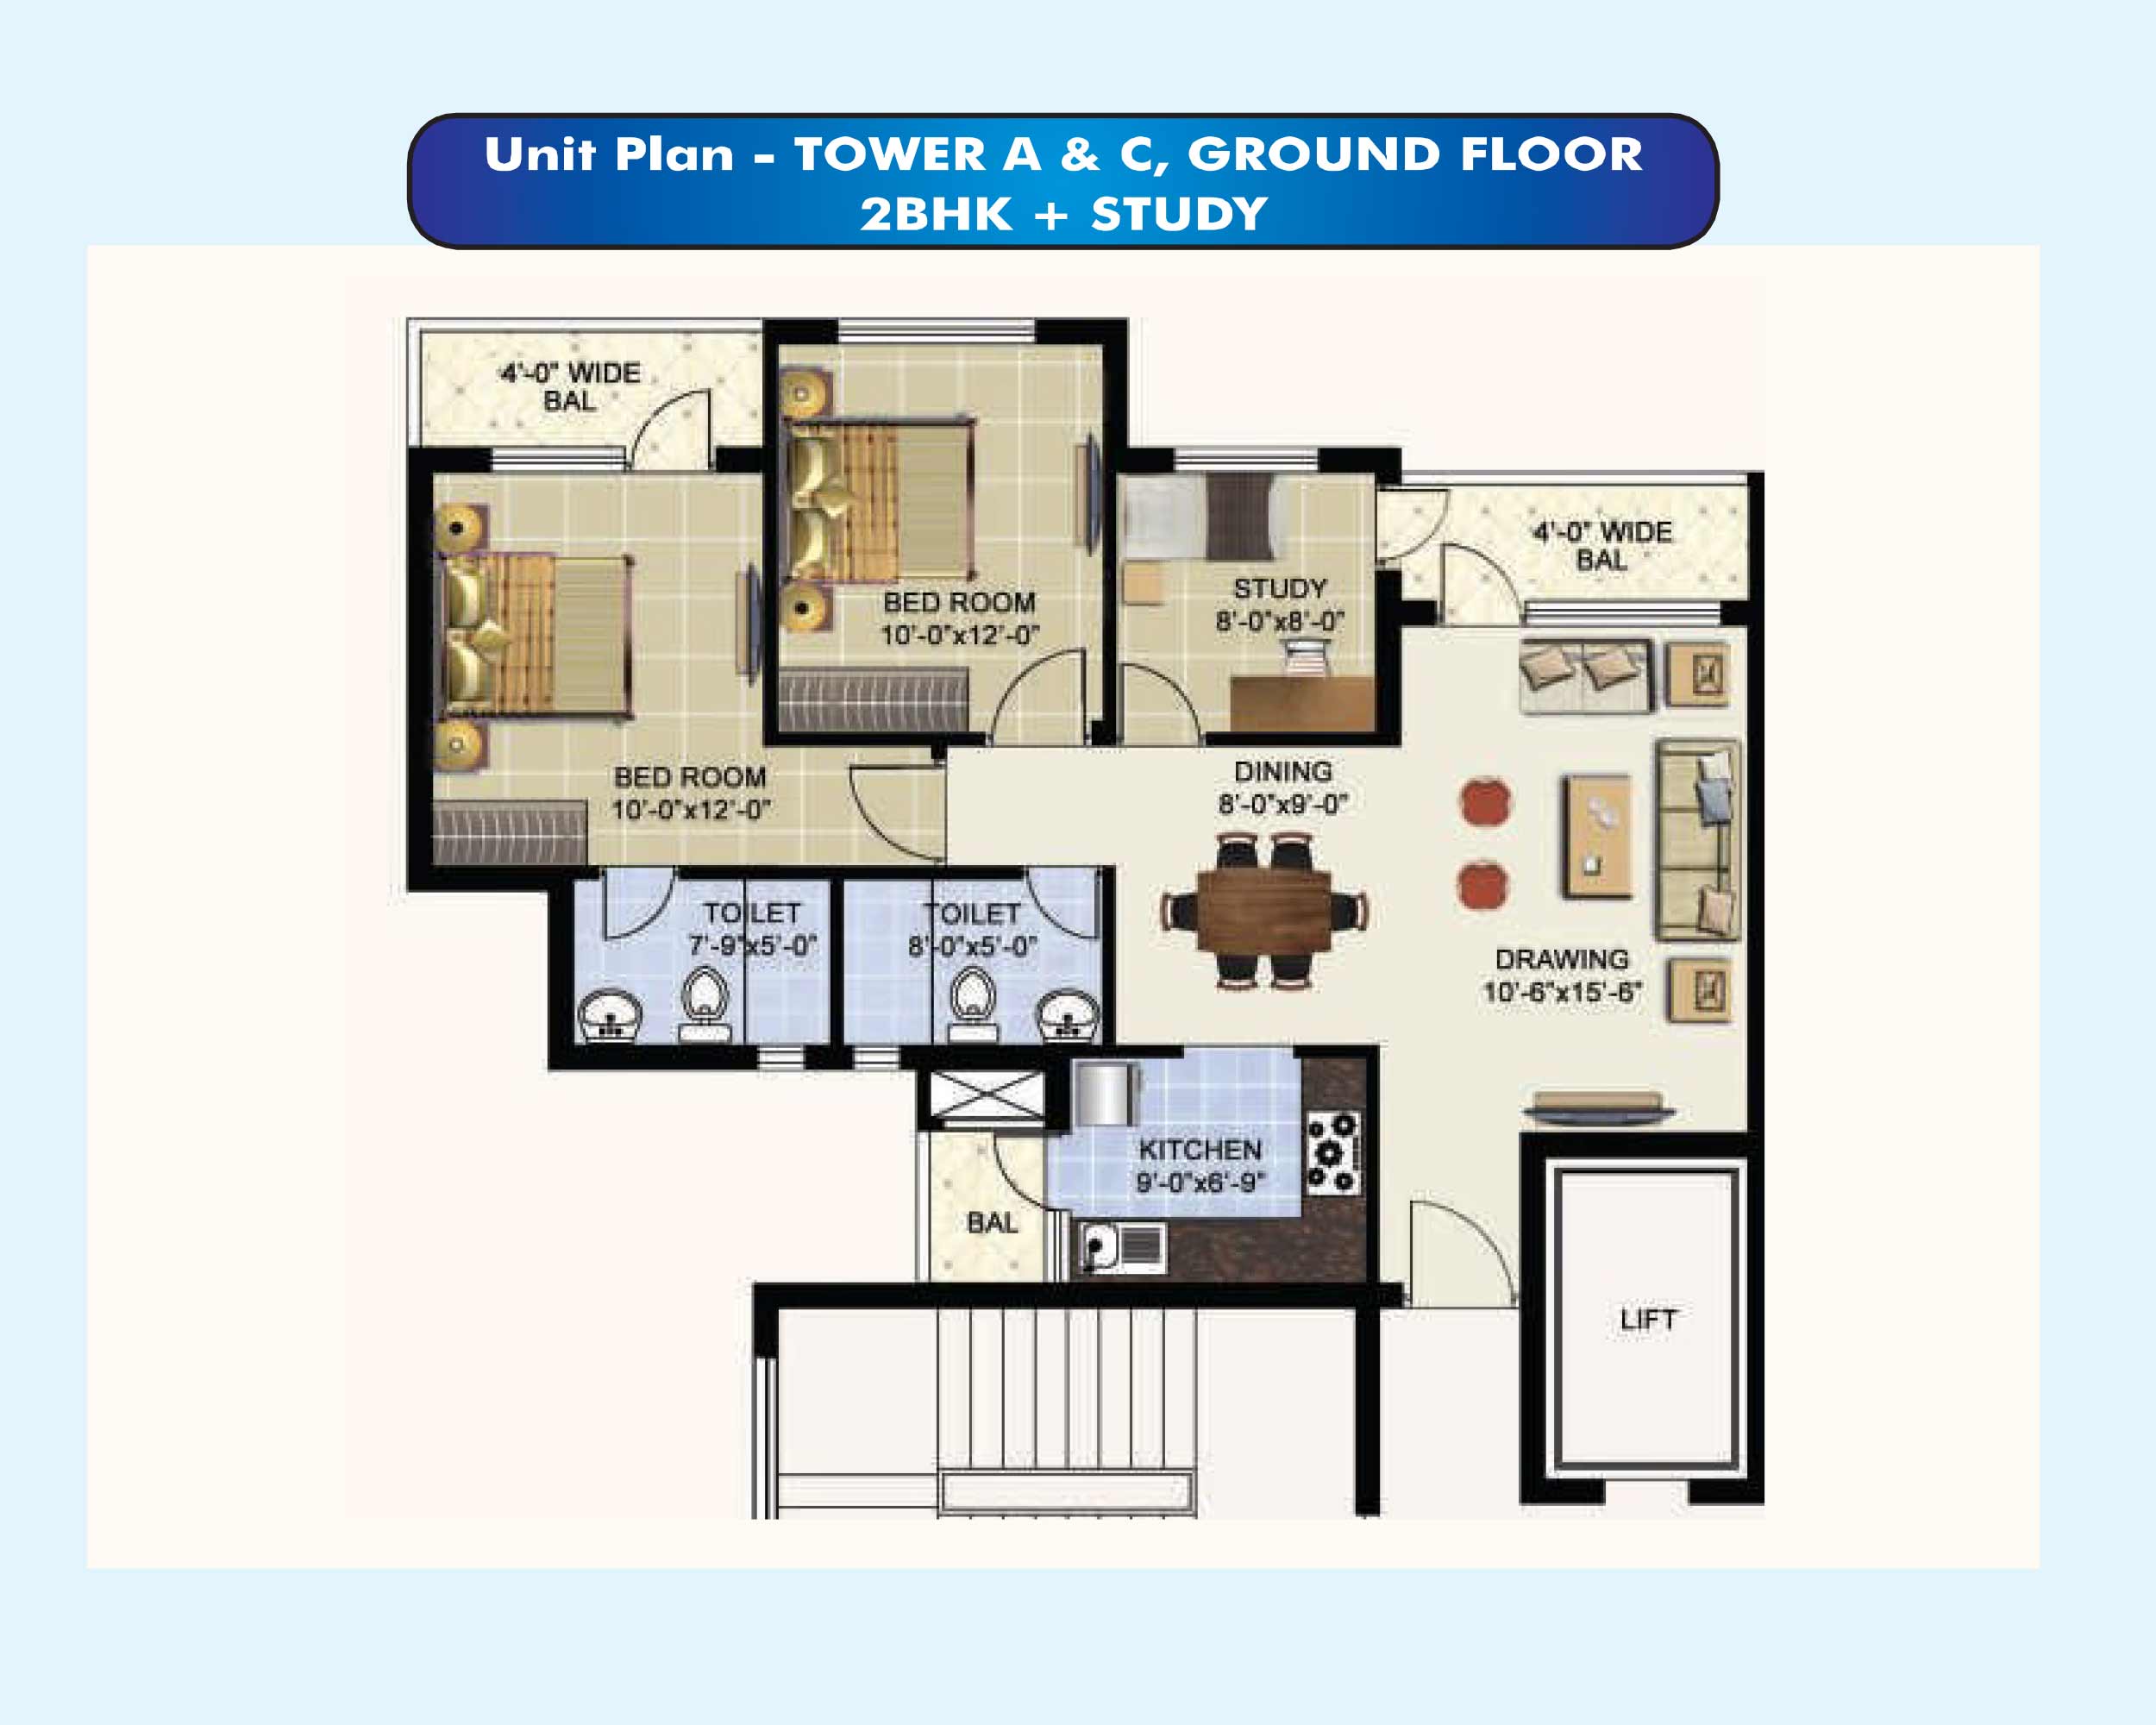 Unit Plan - TOWER A & C, GROUND FLOOR
2BHK + STUDY
4'-0" WIDE
BAL
BED ROOM
10'-0"x12'-0"
STUDY
8'-0"x8'-0"
4'-0" WIDE
BAL
BED ROOM
10'-0"x12'-0"
DINING
8'-0"x9'-0"
TOILET
7'-9"x5'-0"
TOILET
8'-0"x5'-0"
DRAWING
10'-6"x15'-6"
KITCHEN
9'-0"x6'-9"
BAL
LIFT